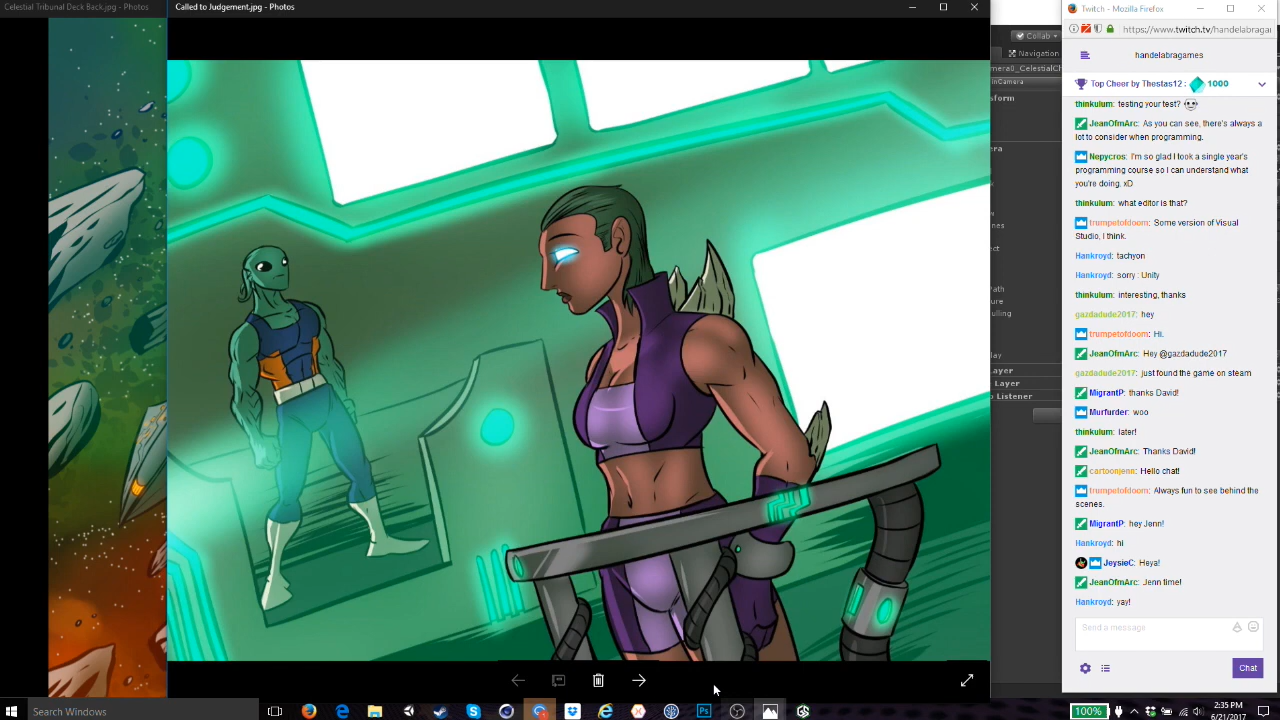 Celestial Tribunal Deck Back.jpg - Photos
Called to Judgement.jpg - Photos
Twitch - Mozilla Firefox
Collab
https://www.twitch.tv/handelabragar
Navigation
handelabragames
Top Cheer by Thestas12 : 1000
thinkulum: testing your test?
JeanOfmArc: As you can see, there's always a
lot to consider when programming.
Nepycros: I'm so glad I took a single year's
programming course so I can understand what
you're doing. xD
thinkulum: what editor is that?
trumpetofdoom: Some version of Visual
Studio, I think.
Hankroyd: tachyon
Hankroyd: sorry : Unity
thinkulum: interesting, thanks
gazdadude2017: hey
trumpetofdoom: Hi.
JeanOfmArc: Hey @gazdadude2017
gazdadude2017: just found the game on steam
MigrantP: thanks David!
Murfurder: woo
thinkulum: later!
JeanOfmArc: Thanks David!
cartoonjenn: Hello chat!
trumpetofdoom: Always fun to see behind the
scenes.
MigrantP: hey Jenn!
Hankroyd: hi
JeysieC: Heya!
JeanOfmArc: Jenn time!
Hankroyd: yay!
Send a message
Chat
Layer
Layer
Listener
Search Windows
100%
2:35 PM
3/21/2017